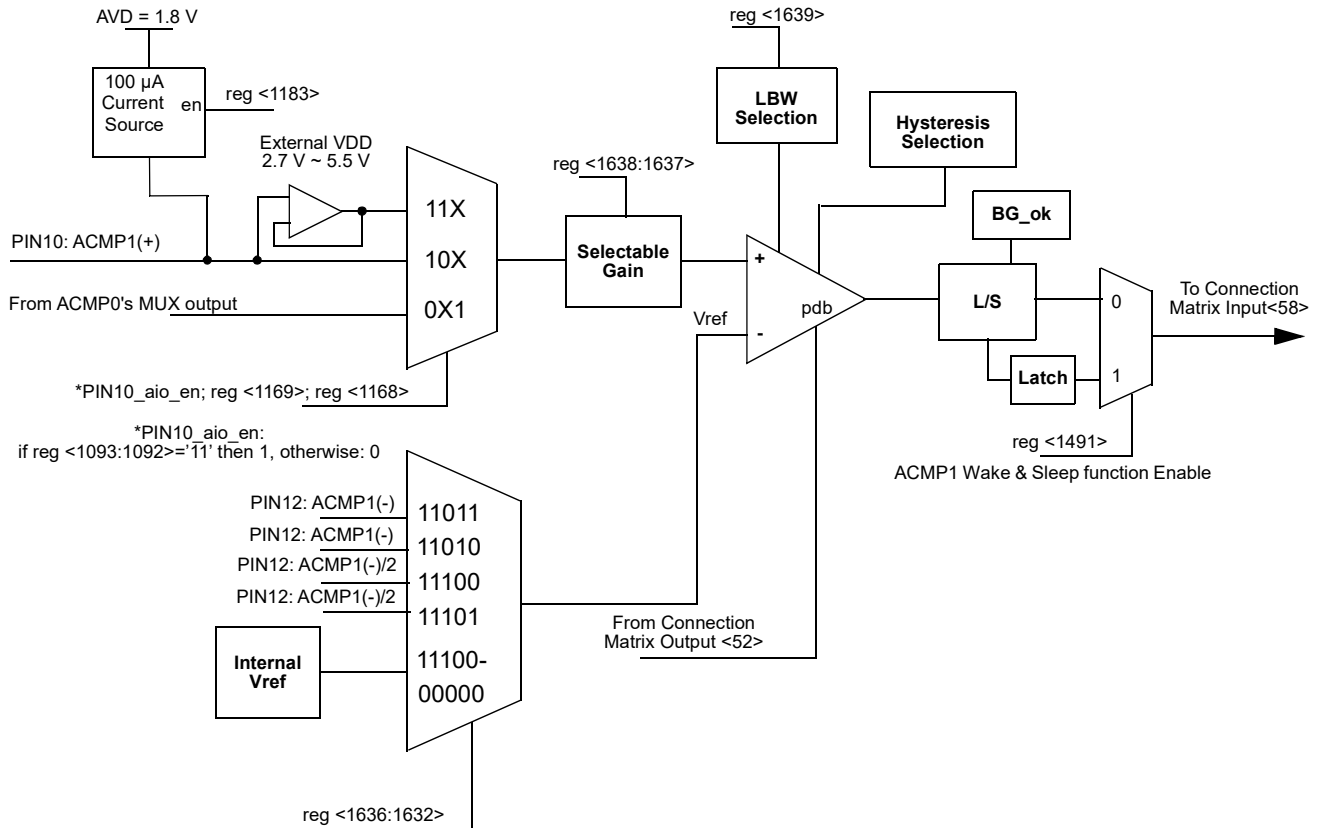 AVD = 1.8 V
reg <1639>
100 µA
Current
Source
en
reg <1183>
LBW
Selection
Hysteresis
Selection
External VDD
2.7 V ~ 5.5 V
reg <1638:1637>
11X
BG_ok
PIN10: ACMP1(+)
10X
Selectable
Gain
+
L/S
0
To Connection
Matrix Input<58>
From ACMP0's MUX output
0X1
Vref
pdb
-
Latch
1
*PIN10_aio_en; reg <1169>; reg <1168>
*PIN10_aio_en:
if reg <1093:1092>='11' then 1, otherwise: 0
reg <1491>
ACMP1 Wake & Sleep function Enable
PIN12: ACMP1(-)
11011
PIN12: ACMP1(-)
11010
PIN12: ACMP1(-)/2
11100
PIN12: ACMP1(-)/2
11101
From Connection
Matrix Output <52>
Internal
Vref
11100-
00000
reg <1636:1632>